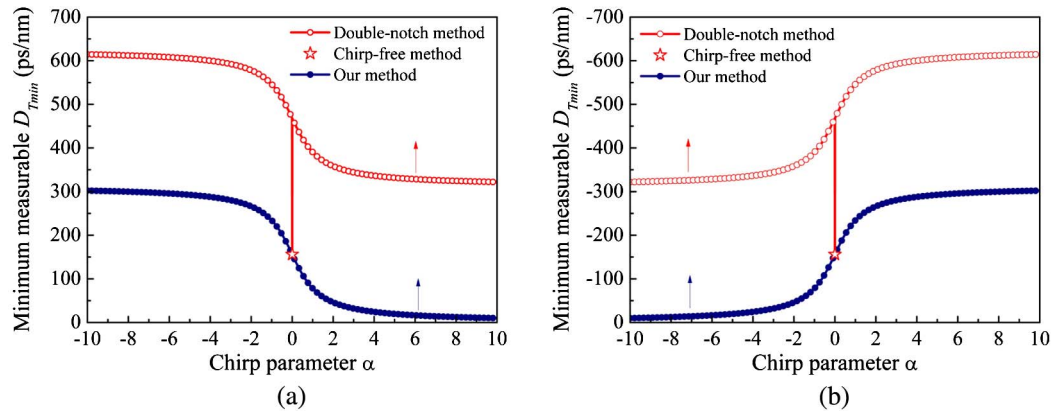 Minimum measurable D_Tmin (ps/nm)
700
600
500
400
300
200
100
0
Double-notch method
Chirp-free method
Our method
-10 -8 -6 -4 -2 0 2 4 6 8 10
Chirp parameter α
(a)
Minimum measurable D_Tmin (ps/nm)
-700
-600
-500
-400
-300
-200
-100
0
Double-notch method
Chirp-free method
Our method
-10 -8 -6 -4 -2 0 2 4 6 8 10
Chirp parameter α
(b)